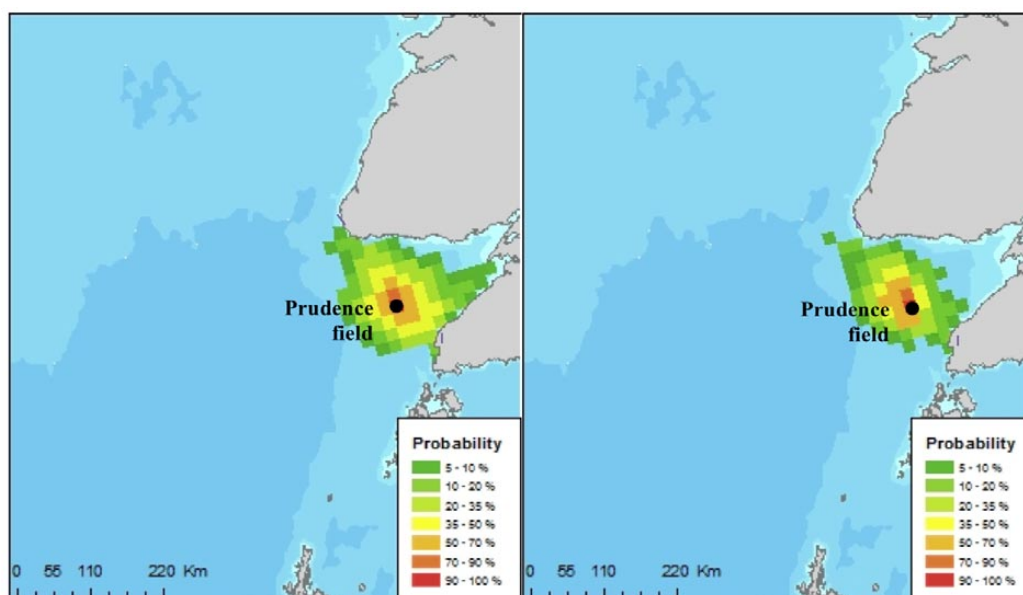 Prudence
field
Probability
5 - 10 %
10 - 20 %
20 - 35 %
35 - 50 %
50 - 70 %
70 - 90 %
90 - 100 %
0 55 110 220 Km
Prudence
field
Probability
5 - 10 %
10 - 20 %
20 - 35 %
35 - 50 %
50 - 70 %
70 - 90 %
90 - 100 %
0 55 110 220 Km